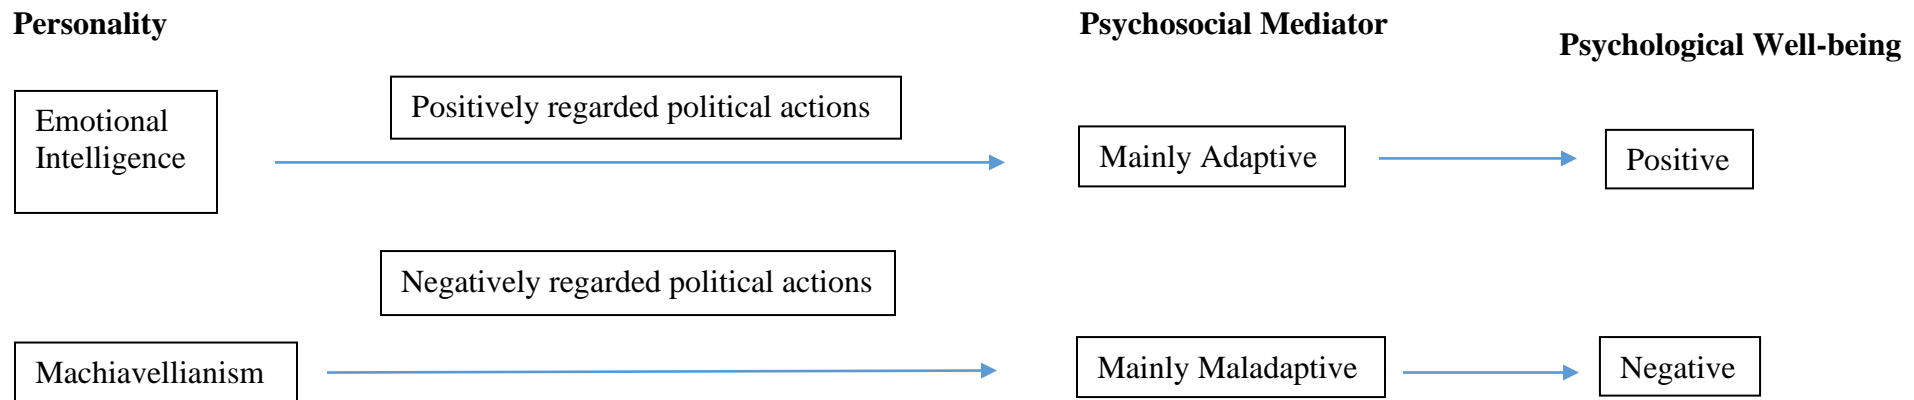 Personality
Psychosocial Mediator
Psychological Well-being
Emotional
Intelligence
Positively regarded political actions
Mainly Adaptive
Positive
Negatively regarded political actions
Machiavellianism
Mainly Maladaptive
Negative